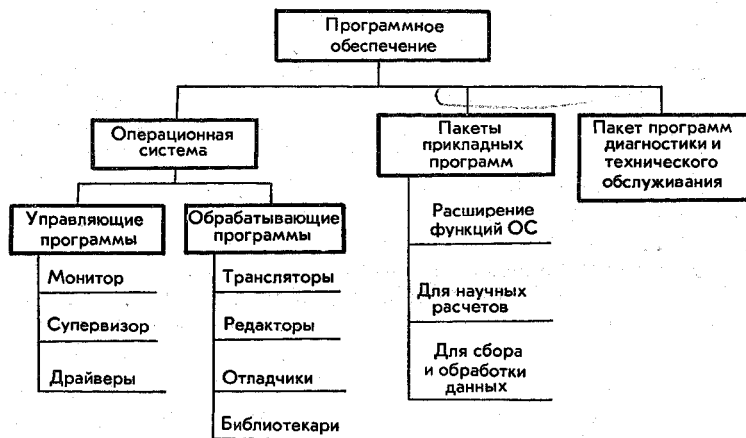 Программное
обеспечение
Операционная
система
Пакеты
прикладных
программ
Пакет программ
диагностики и
технического
обслуживания
Управляющие
программы
Обрабатывающие
программы
Монитор
Супервизор
Драйверы
Трансляторы
Редакторы
Отладчики
Библиотекари
Расширение
функций ОС
Для научных
расчетов
Для сбора
и обработки
данных